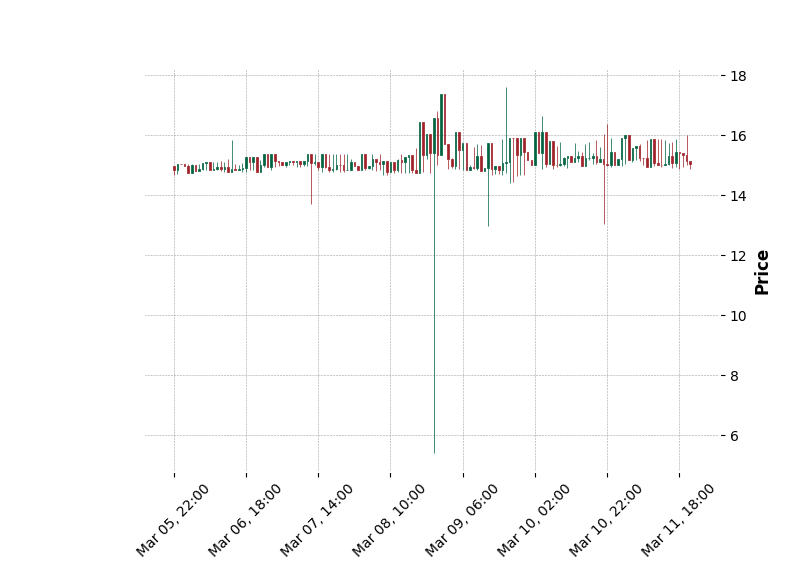 18
16
14
12
10
8
6
Price
Mar 05, 22:00
Mar 06, 18:00
Mar 07, 14:00
Mar 08, 10:00
Mar 09, 06:00
Mar 10, 02:00
Mar 10, 22:00
Mar 11, 18:00